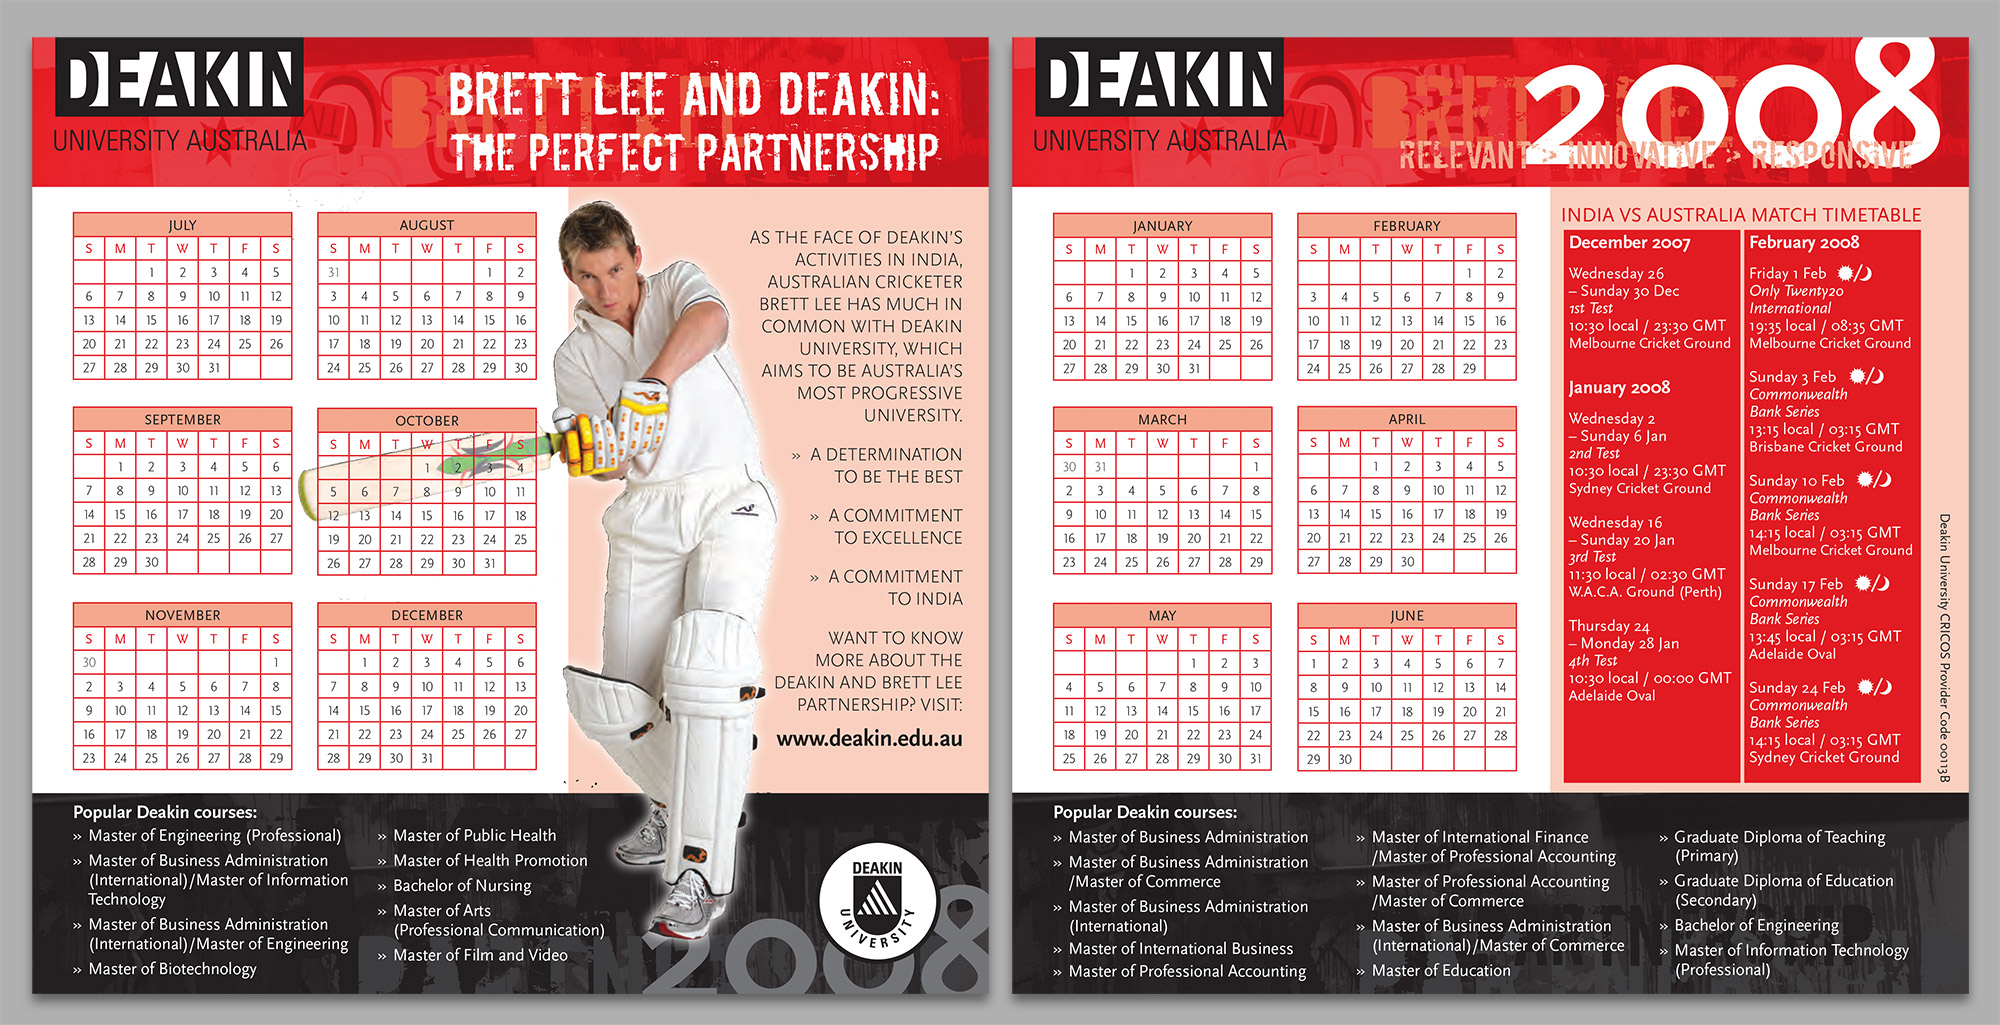 DEAKIN
UNIVERSITY AUSTRALIA
BRETT LEE AND DEAKIN:
THE PERFECT PARTNERSHIP
JULY
S M T W T F S
1 2 3 4 5
6 7 8 9 10 11 12
13 14 15 16 17 18 19
20 21 22 23 24 25 26
27 28 29 30 31
AUGUST
S M T W T F S
31 1 2
3 4 5 6 7 8 9
10 11 12 13 14 15 16
17 18 19 20 21 22 23
24 25 26 27 28 29 30
SEPTEMBER
S M T W T F S
1 2 3 4 5 6
7 8 9 10 11 12 13
14 15 16 17 18 19 20
21 22 23 24 25 26 27
28 29 30
OCTOBER
S M T W T F S
1 2 3 4
5 6 7 8 9 10 11
12 13 14 15 16 17 18
19 20 21 22 23 24 25
26 27 28 29 30 31
NOVEMBER
S M T W T F S
30 1
2 3 4 5 6 7 8
9 10 11 12 13 14 15
16 17 18 19 20 21 22
23 24 25 26 27 28 29
DECEMBER
S M T W T F S
1 2 3 4 5 6
7 8 9 10 11 12 13
14 15 16 17 18 19 20
21 22 23 24 25 26 27
28 29 30 31
AS THE FACE OF DEAKIN'S
ACTIVITIES IN INDIA,
AUSTRALIAN CRICKETER
BRETT LEE HAS MUCH IN
COMMON WITH DEAKIN
UNIVERSITY, WHICH
AIMS TO BE AUSTRALIA'S
MOST PROGRESSIVE
UNIVERSITY.
» A DETERMINATION
TO BE THE BEST
» A COMMITMENT
TO EXCELLENCE
» A COMMITMENT
TO INDIA
WANT TO KNOW
MORE ABOUT THE
DEAKIN AND BRETT LEE
PARTNERSHIP? VISIT:
www.deakin.edu.au
Popular Deakin courses:
» Master of Engineering (Professional)
» Master of Business Administration
(International)/Master of Information
Technology
» Master of Business Administration
(International)/Master of Engineering
» Master of Biotechnology
» Master of Public Health
» Master of Health Promotion
» Bachelor of Nursing
» Master of Arts
(Professional Communication)
» Master of Film and Video
2008
DEAKIN
UNIVERSITY
DEAKIN
UNIVERSITY AUSTRALIA
2008
RELEVANT > INNOVATIVE > RESPONSIVE
JANUARY
S M T W T F S
1 2 3 4 5
6 7 8 9 10 11 12
13 14 15 16 17 18 19
20 21 22 23 24 25 26
27 28 29 30 31
FEBRUARY
S M T W T F S
1 2
3 4 5 6 7 8 9
10 11 12 13 14 15 16
17 18 19 20 21 22 23
24 25 26 27 28 29
MARCH
S M T W T F S
30 31 1
2 3 4 5 6 7 8
9 10 11 12 13 14 15
16 17 18 19 20 21 22
23 24 25 26 27 28 29
APRIL
S M T W T F S
1 2 3 4 5
6 7 8 9 10 11 12
13 14 15 16 17 18 19
20 21 22 23 24 25 26
27 28 29 30
MAY
S M T W T F S
1 2 3
4 5 6 7 8 9 10
11 12 13 14 15 16 17
18 19 20 21 22 23 24
25 26 27 28 29 30 31
JUNE
S M T W T F S
1 2 3 4 5 6 7
8 9 10 11 12 13 14
15 16 17 18 19 20 21
22 23 24 25 26 27 28
29 30
INDIA VS AUSTRALIA MATCH TIMETABLE
December 2007
Wednesday 26
– Sunday 30 Dec
1st Test
10:30 local / 23:30 GMT
Melbourne Cricket Ground
January 2008
Wednesday 2
– Sunday 6 Jan
2nd Test
10:30 local / 23:30 GMT
Sydney Cricket Ground
Wednesday 16
– Sunday 20 Jan
3rd Test
11:30 local / 02:30 GMT
W.A.C.A. Ground (Perth)
Thursday 24
– Monday 28 Jan
4th Test
10:30 local / 00:00 GMT
Adelaide Oval
February 2008
Friday 1 Feb
Only Twenty20
International
19:35 local / 08:35 GMT
Melbourne Cricket Ground
Sunday 3 Feb
Commonwealth
Bank Series
13:15 local / 03:15 GMT
Brisbane Cricket Ground
Sunday 10 Feb
Commonwealth
Bank Series
14:15 local / 03:15 GMT
Melbourne Cricket Ground
Sunday 17 Feb
Commonwealth
Bank Series
13:45 local / 03:15 GMT
Adelaide Oval
Sunday 24 Feb
Commonwealth
Bank Series
14:15 local / 03:15 GMT
Sydney Cricket Ground
Deakin University CRICOS Provider Code 00113B
Popular Deakin courses:
» Master of Business Administration
» Master of Business Administration
/Master of Commerce
» Master of Business Administration
(International)
» Master of International Business
» Master of Professional Accounting
» Master of International Finance
/Master of Professional Accounting
» Master of Professional Accounting
/Master of Commerce
» Master of Business Administration
(International)/Master of Commerce
» Master of Education
» Graduate Diploma of Teaching
(Primary)
» Graduate Diploma of Education
(Secondary)
» Bachelor of Engineering
» Master of Information Technology
(Professional)